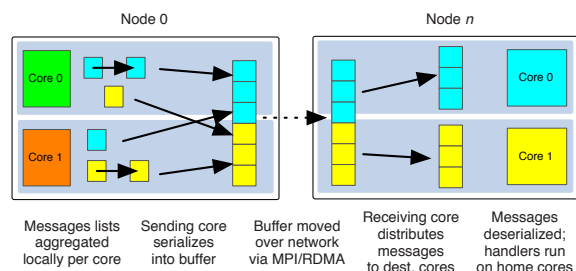 Node 0
Node n
Core 0
Core 0
Core 1
Core 1
Messages lists
aggregated
locally per core
Sending core
serializes
into buffer
Buffer moved
over network
via MPI/RDMA
Receiving core
distributes
messages
to dest. cores
Messages
deserialized;
handlers run
on home cores